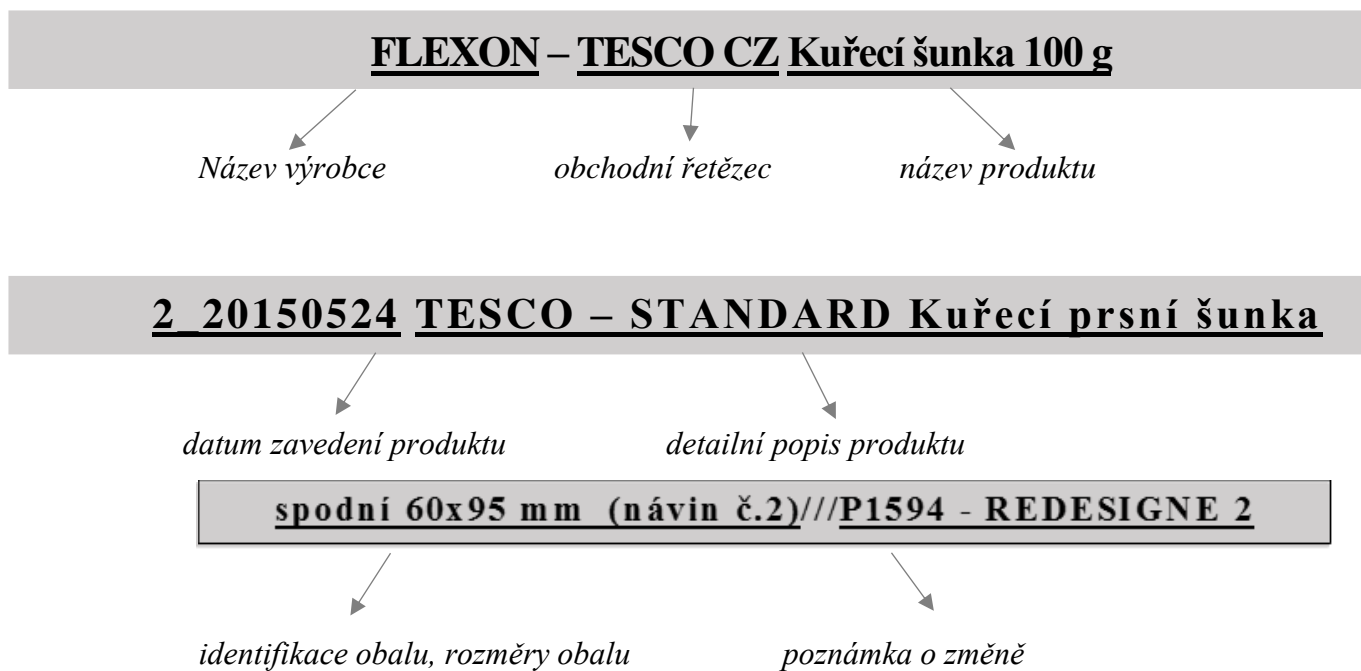 FLEXON – TESCO CZ Kuřecí šunka 100 g
Název výrobce obchodní řetězec název produktu
2_20150524 TESCO – STANDARD Kuřecí prsní šunka
datum zavedení produktu detailní popis produktu
spodní 60x95 mm (návin č.2)///P1594 - REDESIGNE 2
identifikace obalu, rozměry obalu poznámka o změně